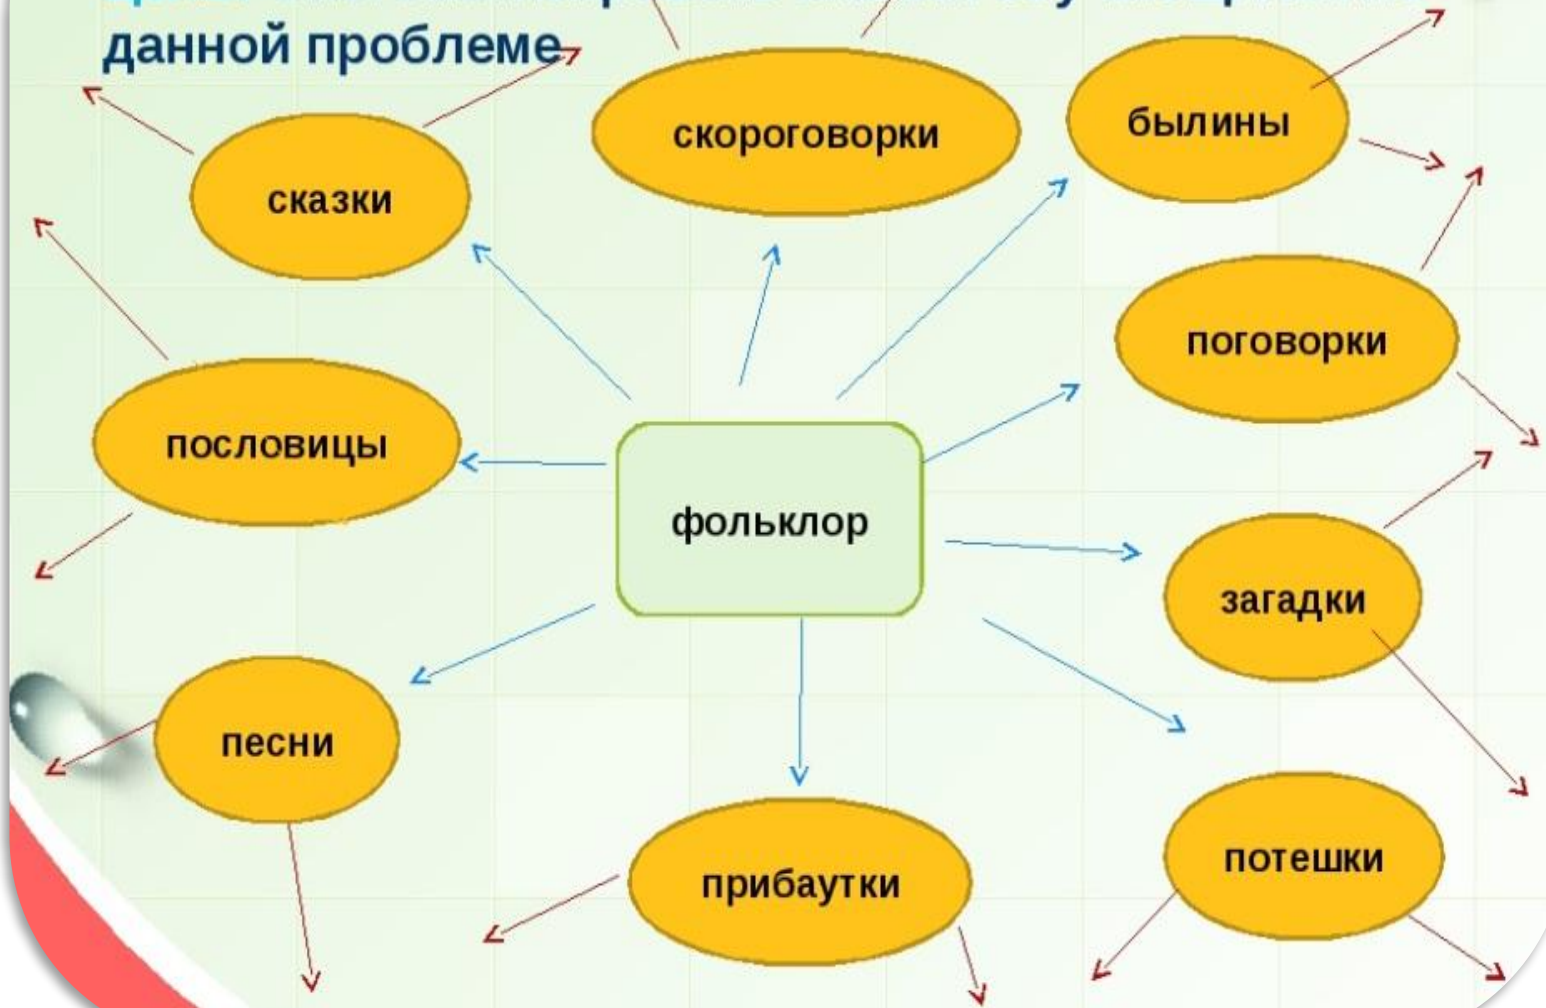 данной проблеме
скороговорки
былины
сказки
поговорки
пословицы
фольклор
загадки
песни
потешки
прибаутки